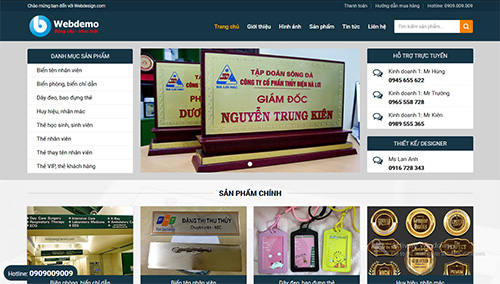 Chào mừng bạn đến với Webdesign.com
Thanh toán
Hướng dẫn mua hàng
Hotline: 0909.009.009
Webdemo
Trang chủ
Giới thiệu
Hình ảnh
Sản phẩm
Tin tức
Liên hệ
Tìm kiếm sản phẩm...
DANH MỤC SẢN PHẨM
Biển tên nhân viên
Biển phòng, biển chỉ dẫn
Dây đeo, bao đựng thẻ
Huy hiệu, nhãn mác
Thẻ học sinh, sinh viên
Thẻ nhân viên
Thẻ thay tên nhân viên
Thẻ VIP, thẻ khách hàng
TẬP ĐOÀN SÔNG ĐÀ
CÔNG TY CỔ PHẦN THỦY ĐIỆN NÀ LƠI
GIÁM ĐỐC
NGUYỄN TRUNG KIÊN
HỖ TRỢ TRỰC TUYẾN
Kinh doanh 1: Mr Hùng
0945 655 622
Kinh doanh 1: Mr Trường
0965 558 728
Kinh doanh 1: Mr Kiên
0989 555 365
THIẾT KẾ/ DESIGNER
Ms Lan Anh
0916 728 343
SẢN PHẨM CHÍNH
FPT
ĐẶNG THỊ THU THỦY
Chuyên viên - NSC
Biển phòng, biển chỉ dẫn
Biển tên nhân viên
Dây đeo, bao đựng thẻ
Huy hiệu, nhãn mác
Hotline: 0909009009